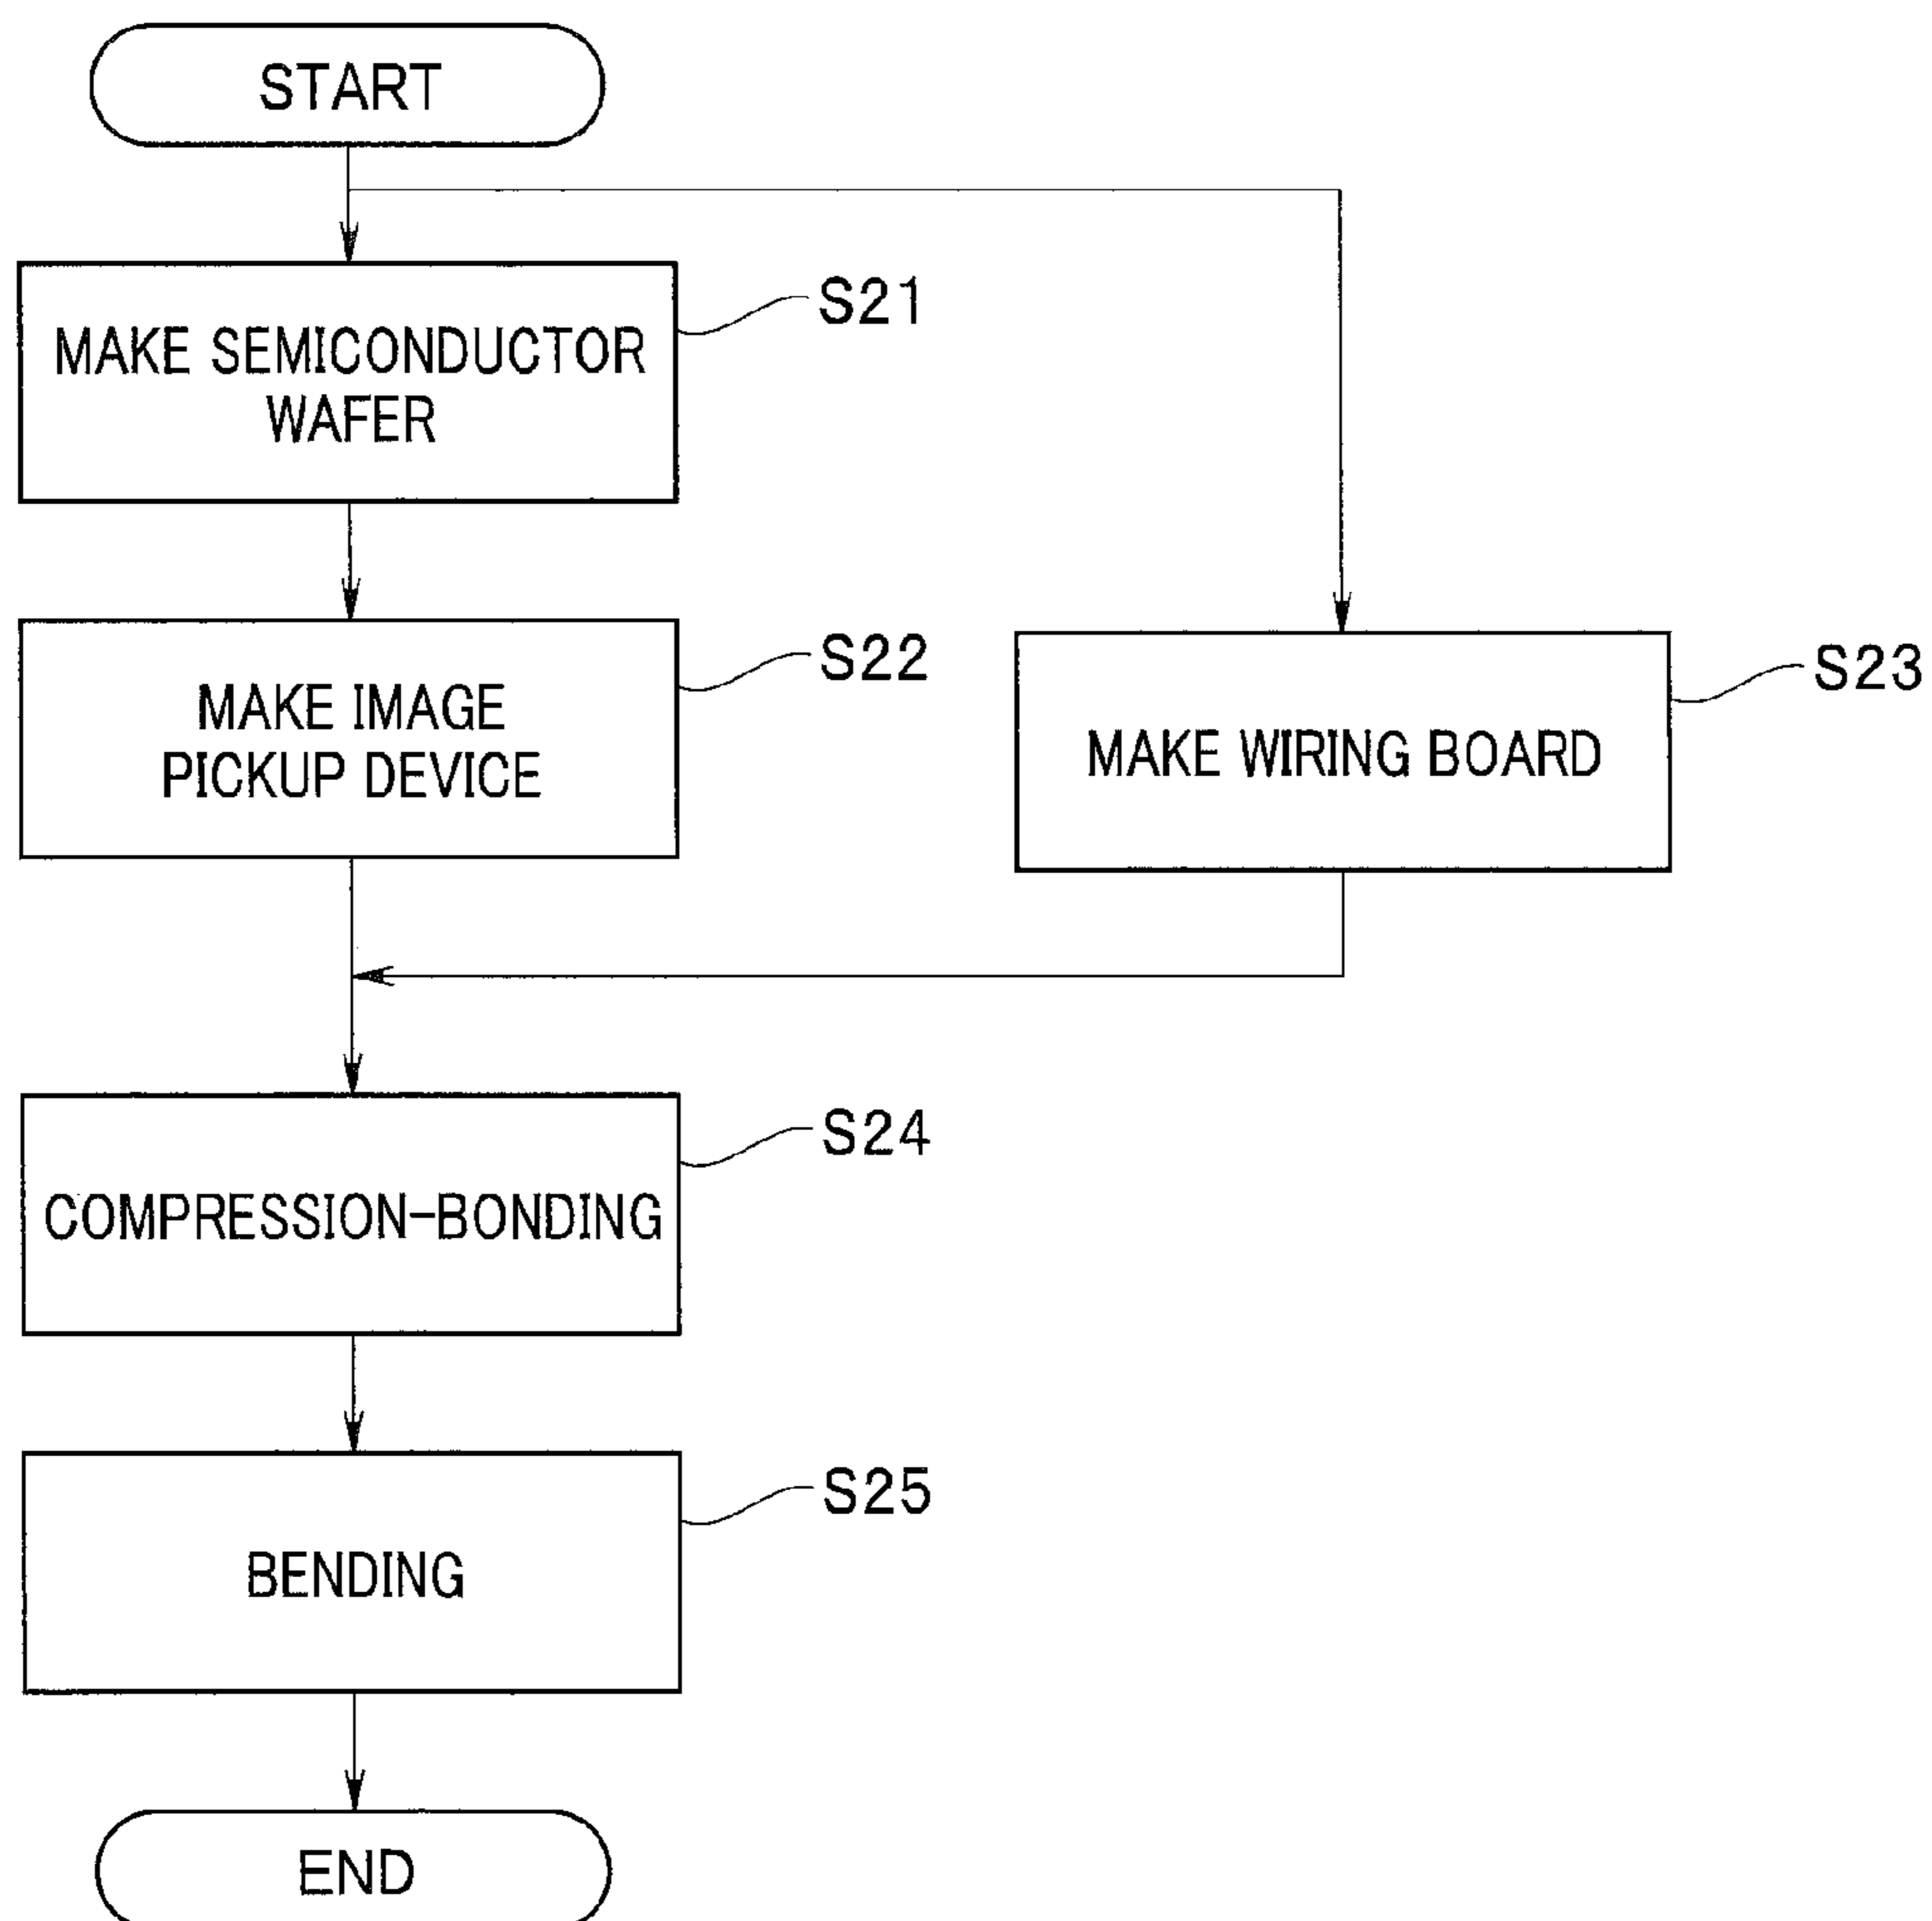 START
S21
MAKE SEMICONDUCTOR
WAFER
S22
MAKE IMAGE
PICKUP DEVICE
S23
MAKE WIRING BOARD
S24
COMPRESSION-BONDING
S25
BENDING
END